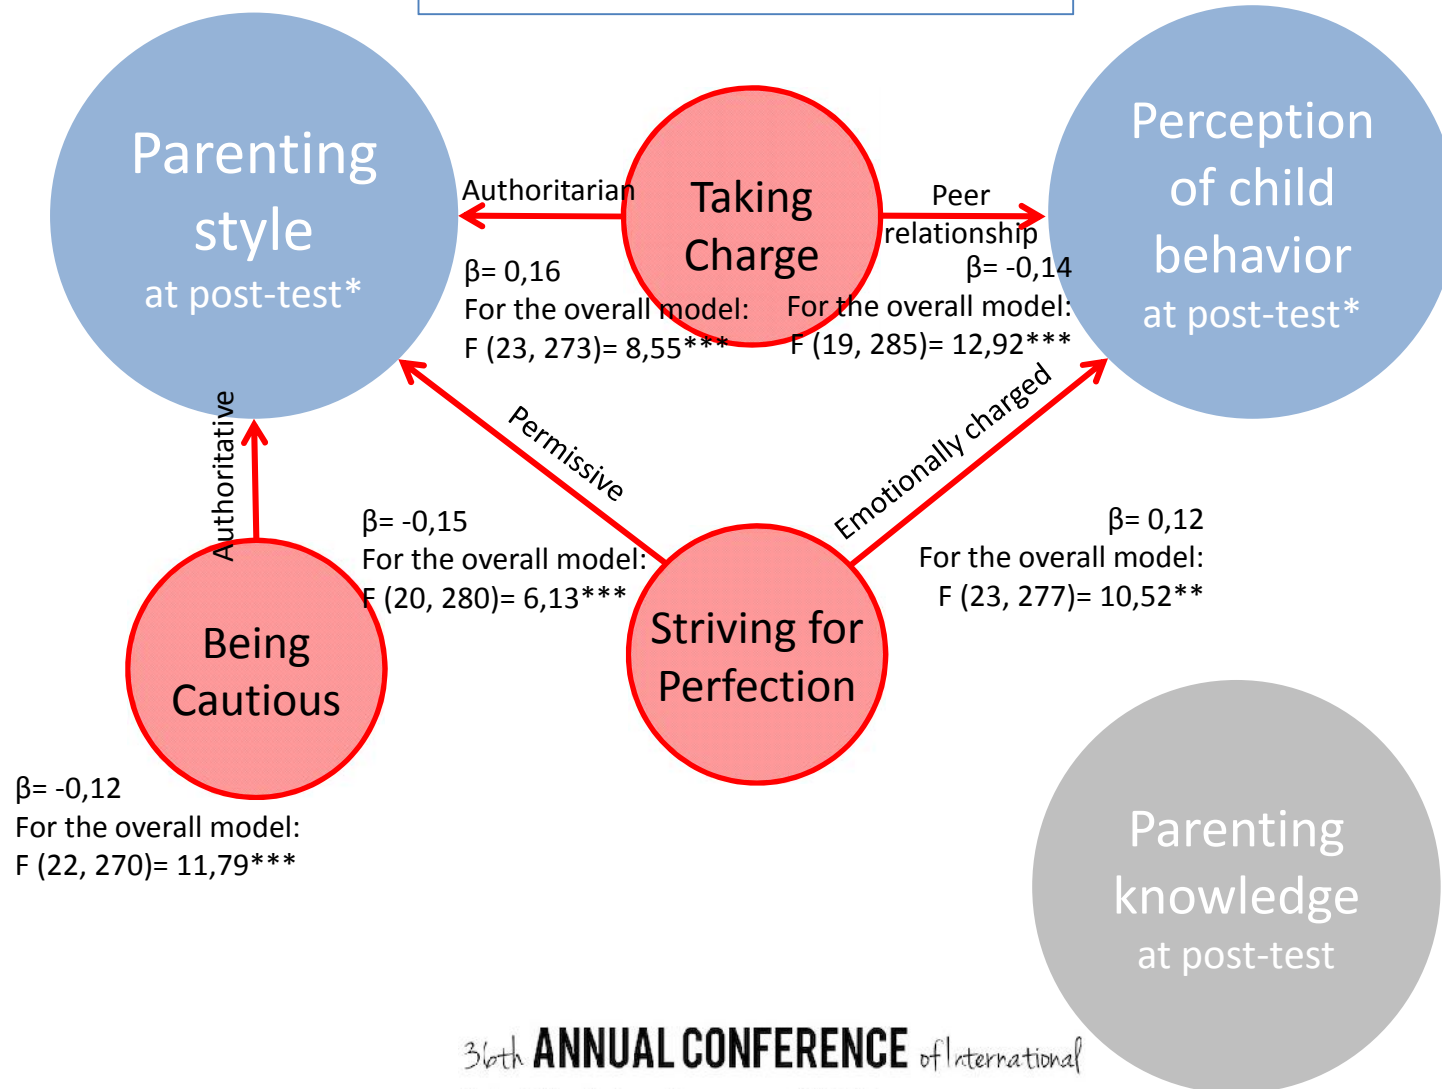 Parenting
style
at post-test*
Authoritarian
Taking
Charge
Peer
relationship
Perception
of child
behavior
at post-test*
β= 0,16
For the overall model:
F (23, 273)= 8,55***
β= -0,14
For the overall model:
F (19, 285)= 12,92***
Authoritative
Permissive
Emotionally charged
β= -0,15
For the overall model:
F (20, 280)= 6,13***
β= 0,12
For the overall model:
F (23, 277)= 10,52**
Being
Cautious
Striving for
Perfection
β= -0,12
For the overall model:
F (22, 270)= 11,79***
Parenting
knowledge
at post-test
36th ANNUAL CONFERENCE of International